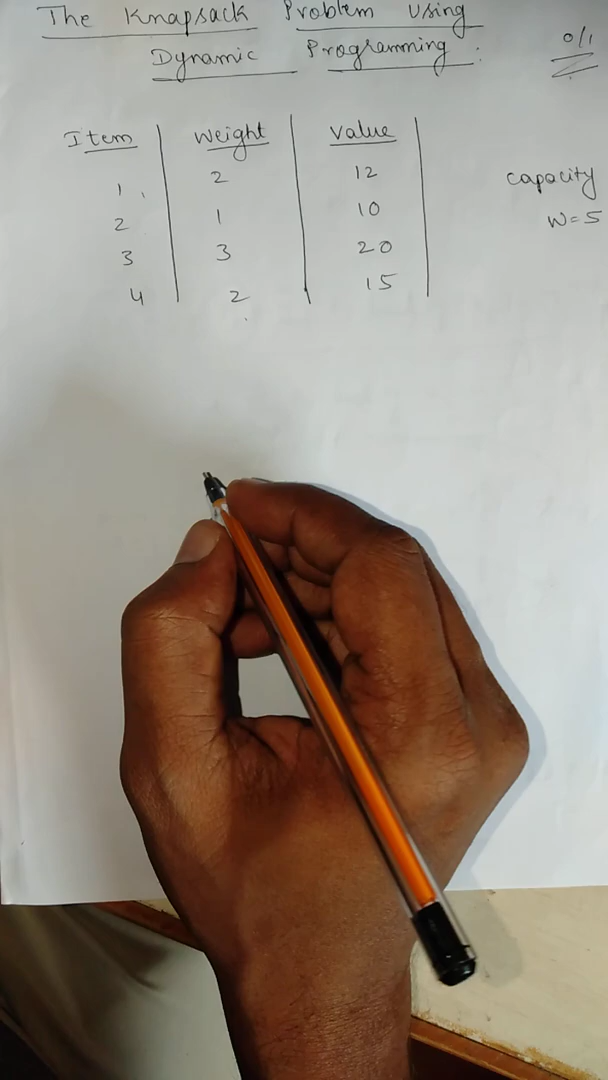 The Knapsack Problem Using
Dynamic Programming :
0/1
Item Weight Value
1 2 12
2 1 10
3 3 20
4 2 15
capacity
W=5